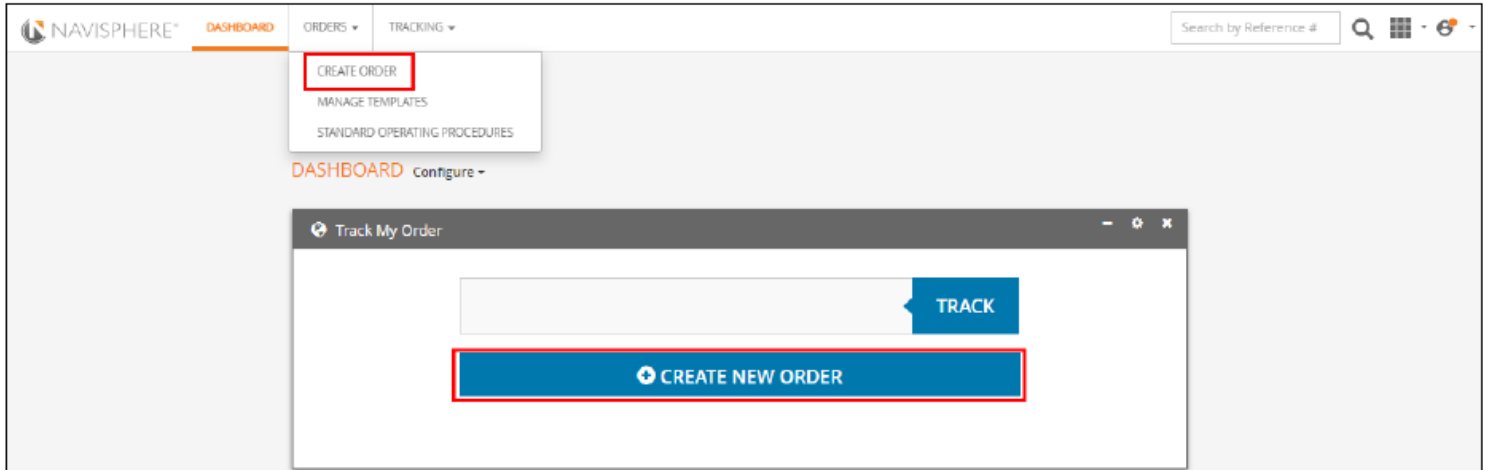 NAVISPHERE® DASHBOARD ORDERS TRACKING Search by Reference #
CREATE ORDER
MANAGE TEMPLATES
STANDARD OPERATING PROCEDURES
DASHBOARD Configure
Track My Order
TRACK
CREATE NEW ORDER